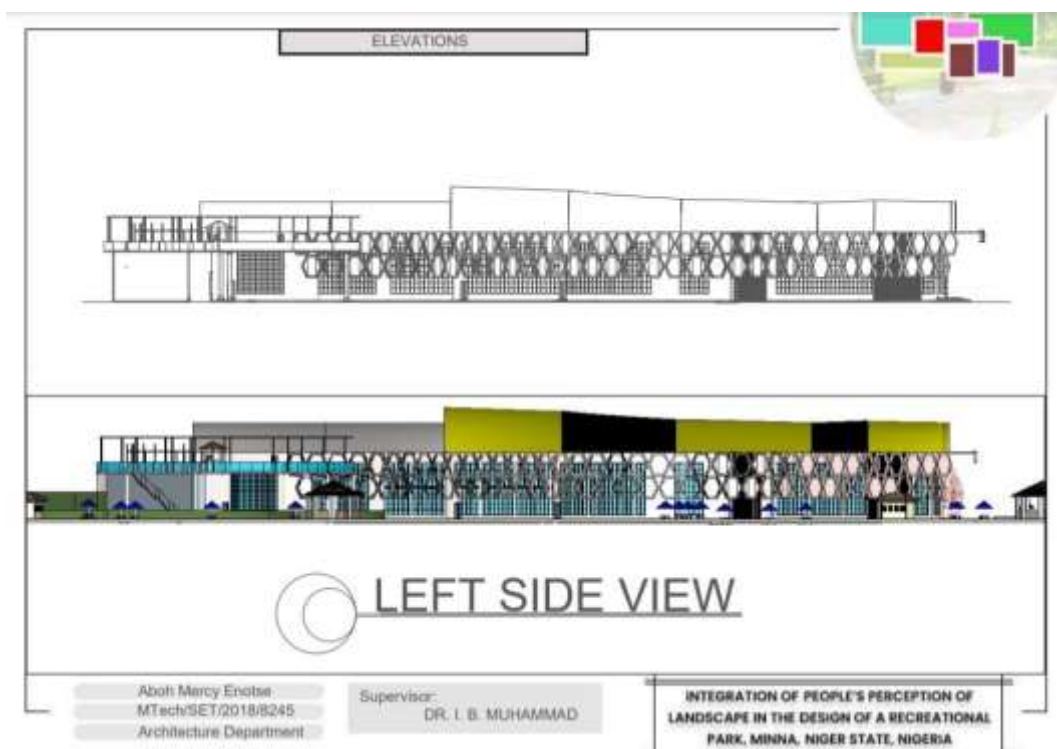 ELEVATIONS
LEFT SIDE VIEW
Aboh Mercy Enotse
MTech/SET/2018/8245
Architecture Department
Supervisor:
DR. I. B. MUHAMMAD
INTEGRATION OF PEOPLE'S PERCEPTION OF
LANDSCAPE IN THE DESIGN OF A RECREATIONAL
PARK, MINNA, NIGER STATE, NIGERIA